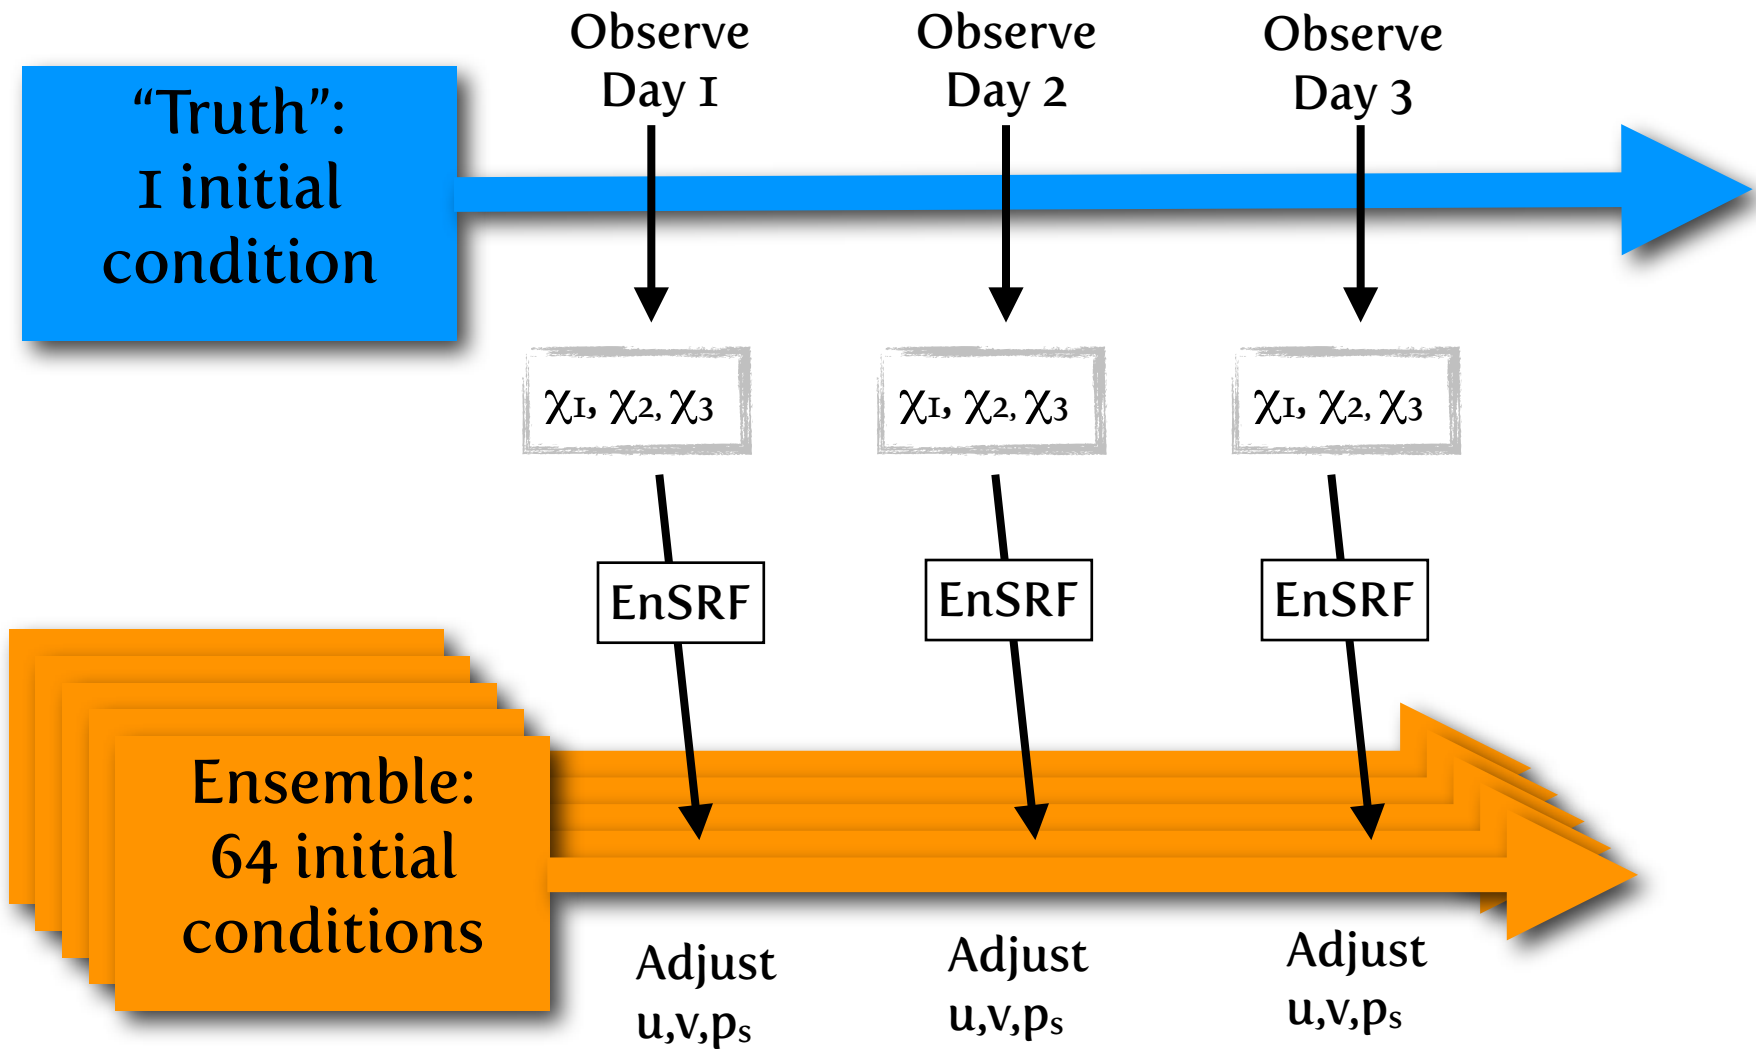 Observe
Day 1
Observe
Day 2
Observe
Day 3
“Truth”:
1 initial
condition
χ1, χ2, χ3
χ1, χ2, χ3
χ1, χ2, χ3
EnSRF
EnSRF
EnSRF
Ensemble:
64 initial
conditions
Adjust
u,v,ps
Adjust
u,v,ps
Adjust
u,v,ps